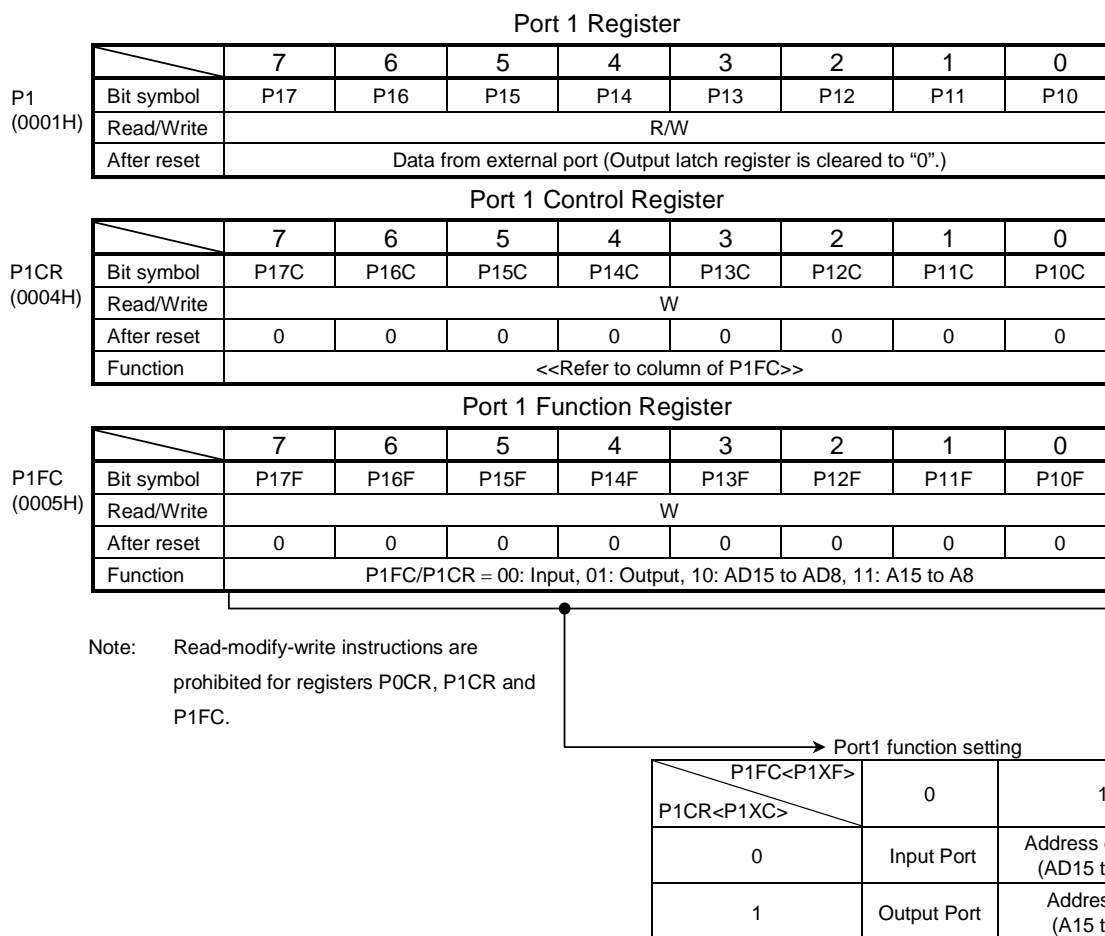 Port 1 Register
7 6 5 4 3 2 1 0
P1
(0001H)
Bit symbol P17 P16 P15 P14 P13 P12 P11 P10
Read/Write R/W
After reset Data from external port (Output latch register is cleared to “0”.)
Port 1 Control Register
7 6 5 4 3 2 1 0
P1CR
(0004H)
Bit symbol P17C P16C P15C P14C P13C P12C P11C P10C
Read/Write W
After reset 0 0 0 0 0 0 0 0
Function <<Refer to column of P1FC>>
Port 1 Function Register
7 6 5 4 3 2 1 0
P1FC
(0005H)
Bit symbol P17F P16F P15F P14F P13F P12F P11F P10F
Read/Write W
After reset 0 0 0 0 0 0 0 0
Function P1FC/P1CR = 00: Input, 01: Output, 10: AD15 to AD8, 11: A15 to A8
Note: Read-modify-write instructions are
prohibited for registers P0CR, P1CR and
P1FC.
Port1 function setting
P1FC<P1XF> 0 1
P1CR<P1XC>
0 Input Port Address
(AD15
1 Output Port
(A15